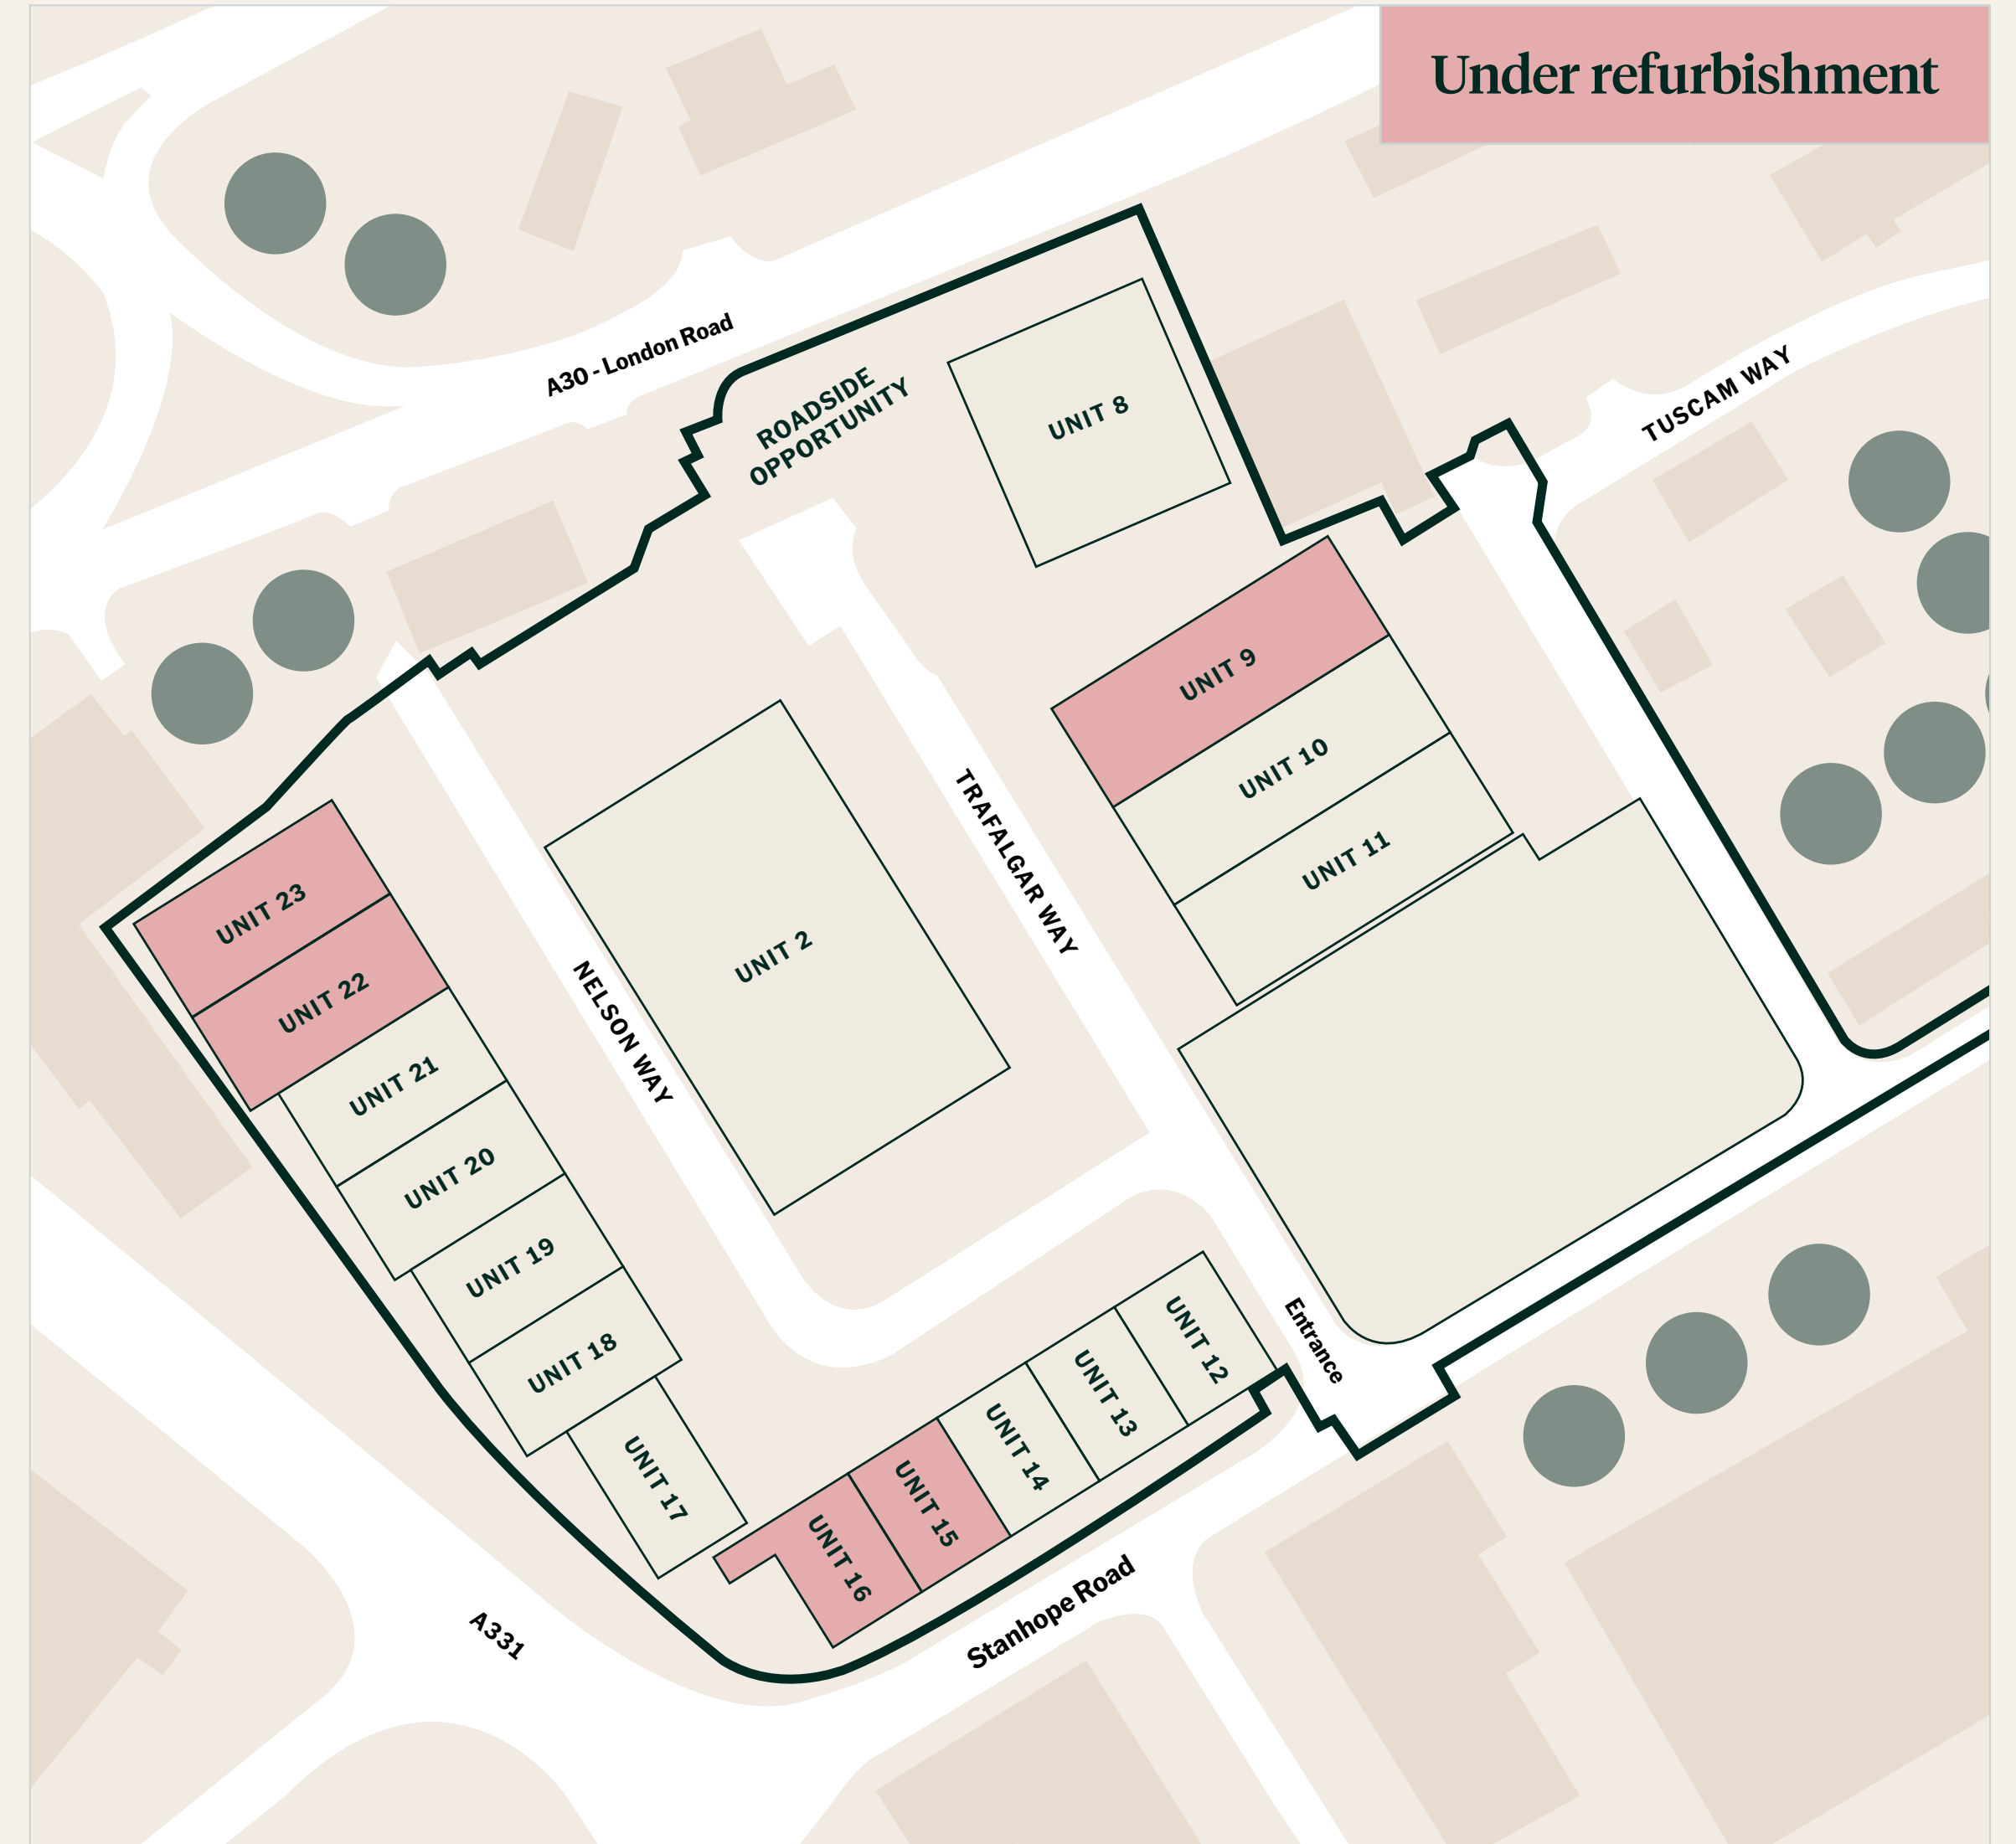 Under refurbishment
A30 - London Road
ROADSIDE
OPPORTUNITY
UNIT 8
TUSCAM WAY
UNIT 9
UNIT 10
UNIT 11
TRAFALGAR WAY
UNIT 2
NELSON WAY
UNIT 23
UNIT 22
UNIT 21
UNIT 20
UNIT 19
UNIT 18
UNIT 17
UNIT 16
UNIT 15
UNIT 14
UNIT 13
UNIT 12
Entrance
Stanhope Road
A331